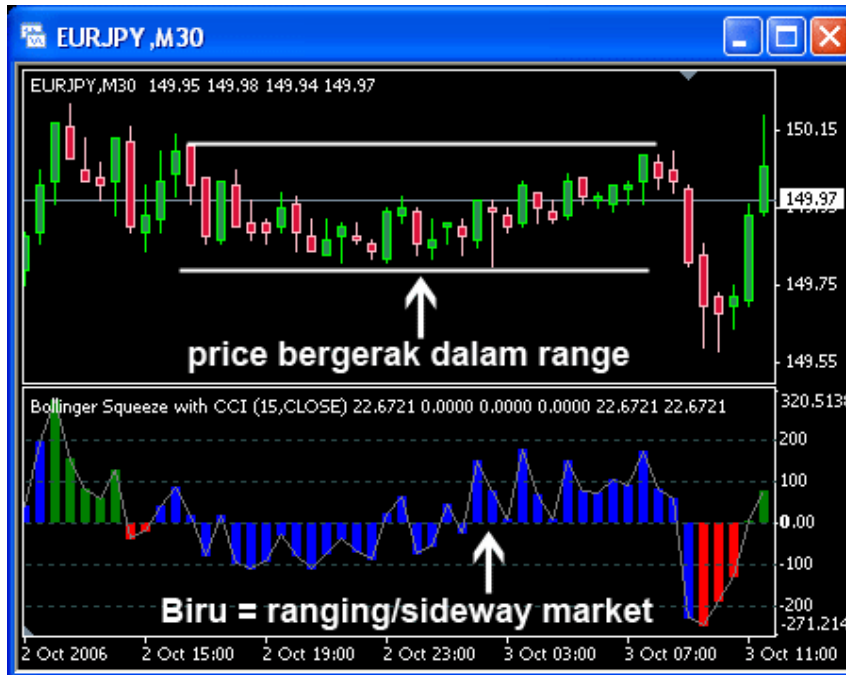 EURJPY,M30
EURJPY,M30 149.95 149.98 149.94 149.97
150.15
149.97
149.75
price bergerak dalam range
149.55
Bollinger Squeeze with CCI (15,CLOSE) 22.6721 0.0000 0.0000 0.0000 22.6721 22.6721
320.5138
200
100
0.00
-100
Biru = ranging/sideway market
-200
-271.214
2 Oct 2006 2 Oct 15:00 2 Oct 19:00 2 Oct 23:00 3 Oct 03:00 3 Oct 07:00 3 Oct 11:00